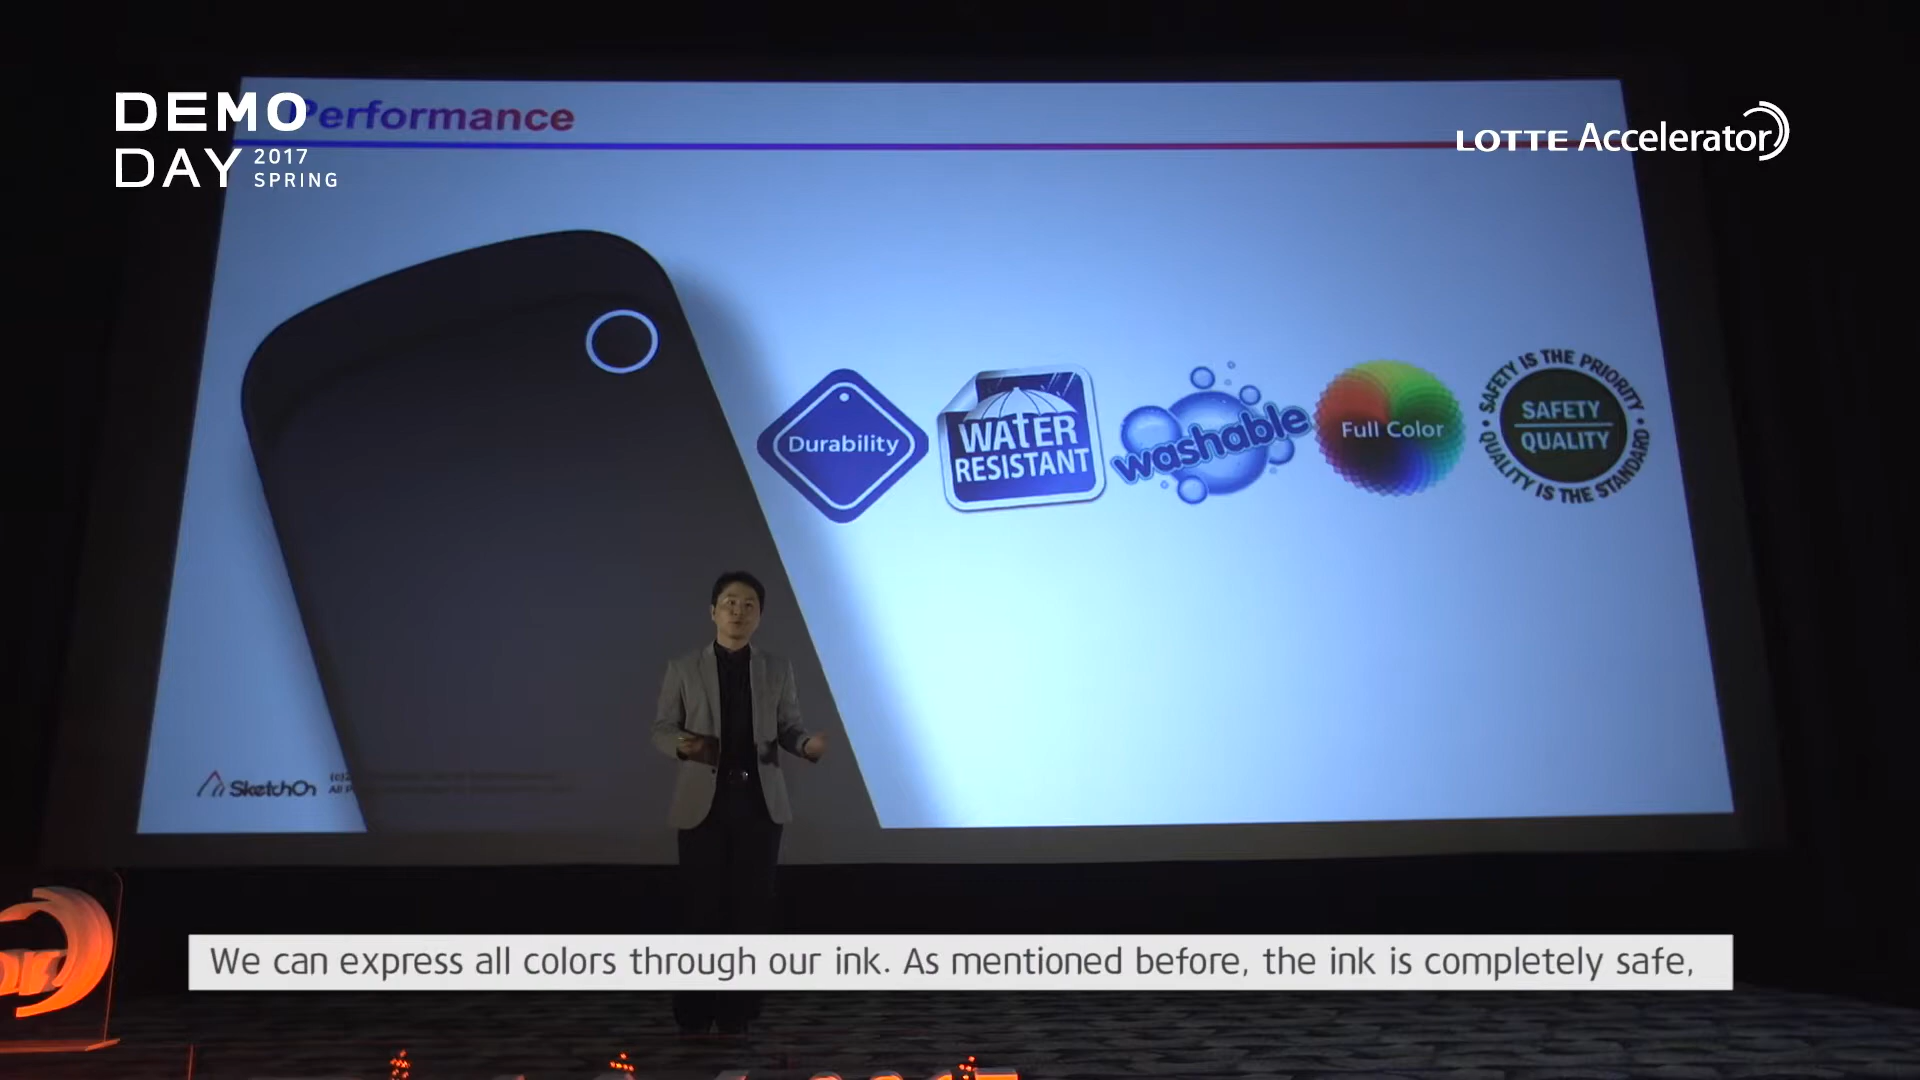 DEMO
DAY
2017
SPRING
Performance
LOTTE Accelerator
Durability
WATER
RESISTANT
washable
Full Color
SAFETY IS THE PRIORITY
SAFETY
QUALITY
QUALITY IS THE STANDARD
SketchOn
We can express all colors through our ink. As mentioned before, the ink is completely safe,